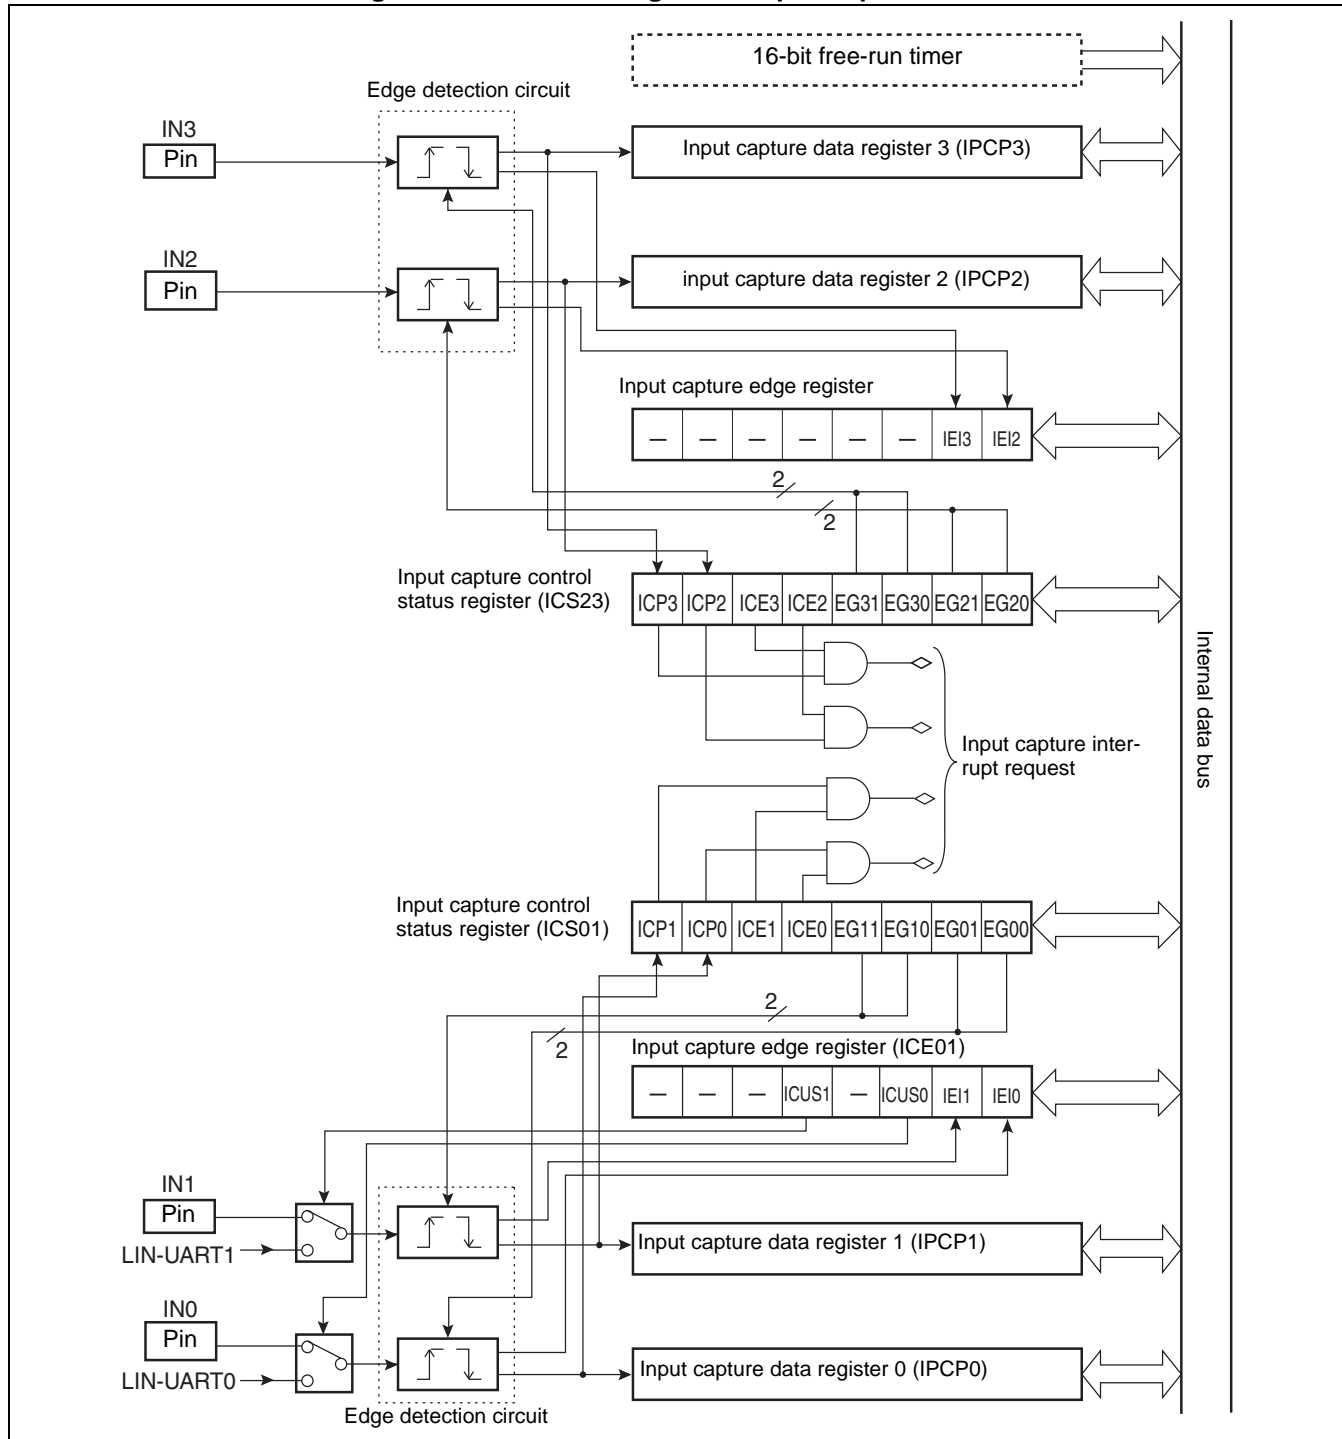 16-bit free-run timer
Edge detection circuit
IN3
Pin
Input capture data register 3 (IPCP3)
IN2
Pin
input capture data register 2 (IPCP2)
Input capture edge register
— — — — — — IEI3 IEI2
2
2
Input capture control
status register (ICS23)
ICP3 ICP2 ICE3 ICE2 EG31 EG30 EG21 EG20
Internal data bus
Input capture inter-
rupt request
Input capture control
status register (ICS01)
ICP1 ICP0 ICE1 ICE0 EG11 EG10 EG01 EG00
2
2
Input capture edge register (ICE01)
— — — ICUS1 — ICUS0 IEI1 IEI0
IN1
Pin
LIN-UART1
Input capture data register 1 (IPCP1)
IN0
Pin
LIN-UART0
Input capture data register 0 (IPCP0)
Edge detection circuit